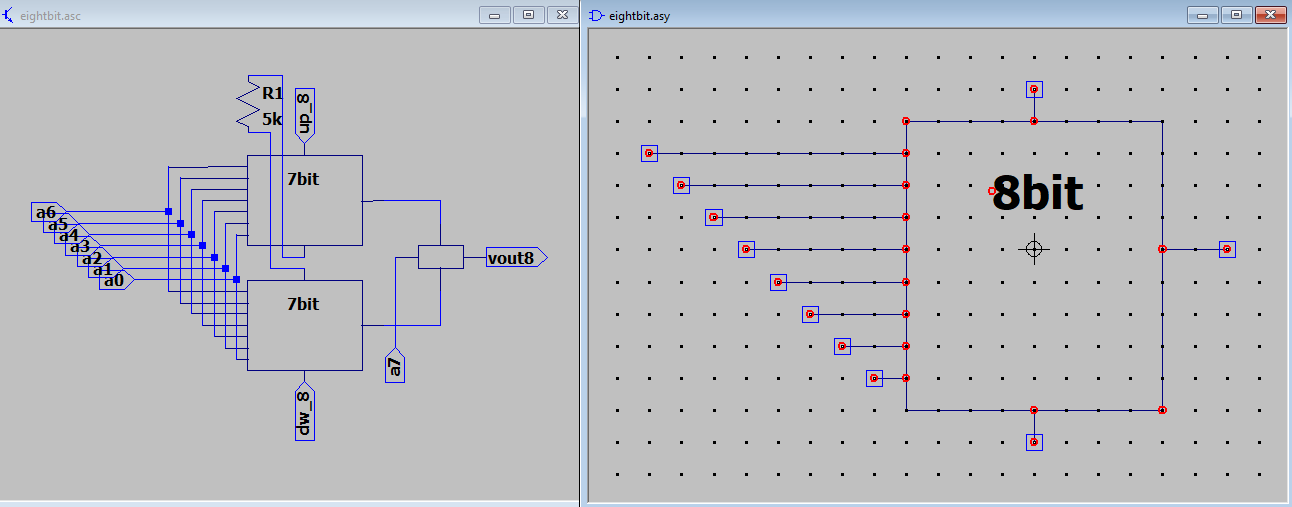 eightbit.asc
eightbit.asy
R1
5k
up_8
7bit
8bit
a6
a5
a4
a3
a2
a1
a0
vout8
7bit
a7
dw_8